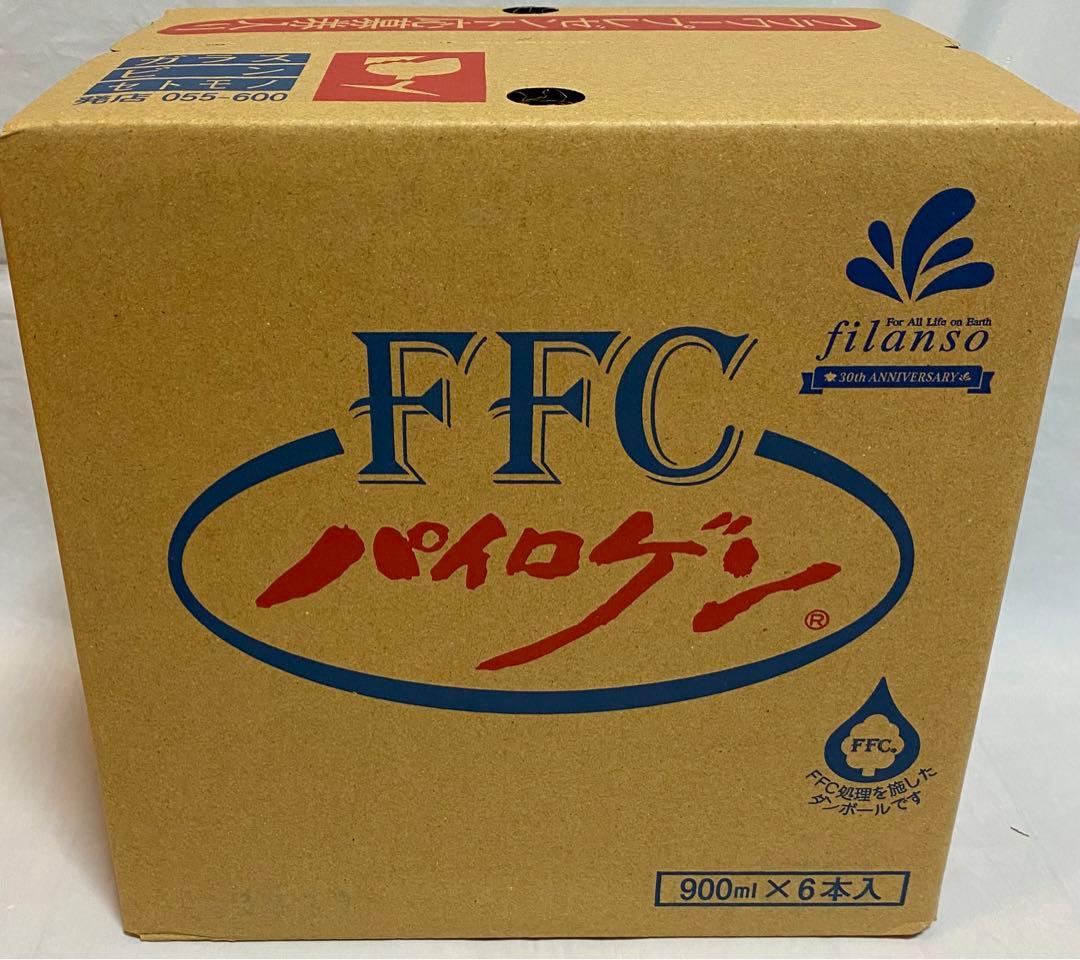 ガラス
ビン
セトモノ
発店 055-600
For All Life on Earth
filanso
30th ANNIVERSARY
FFC
パイロゲン
®
FFC®
FFC処理を施した
ダンボールです
900ml×6本入